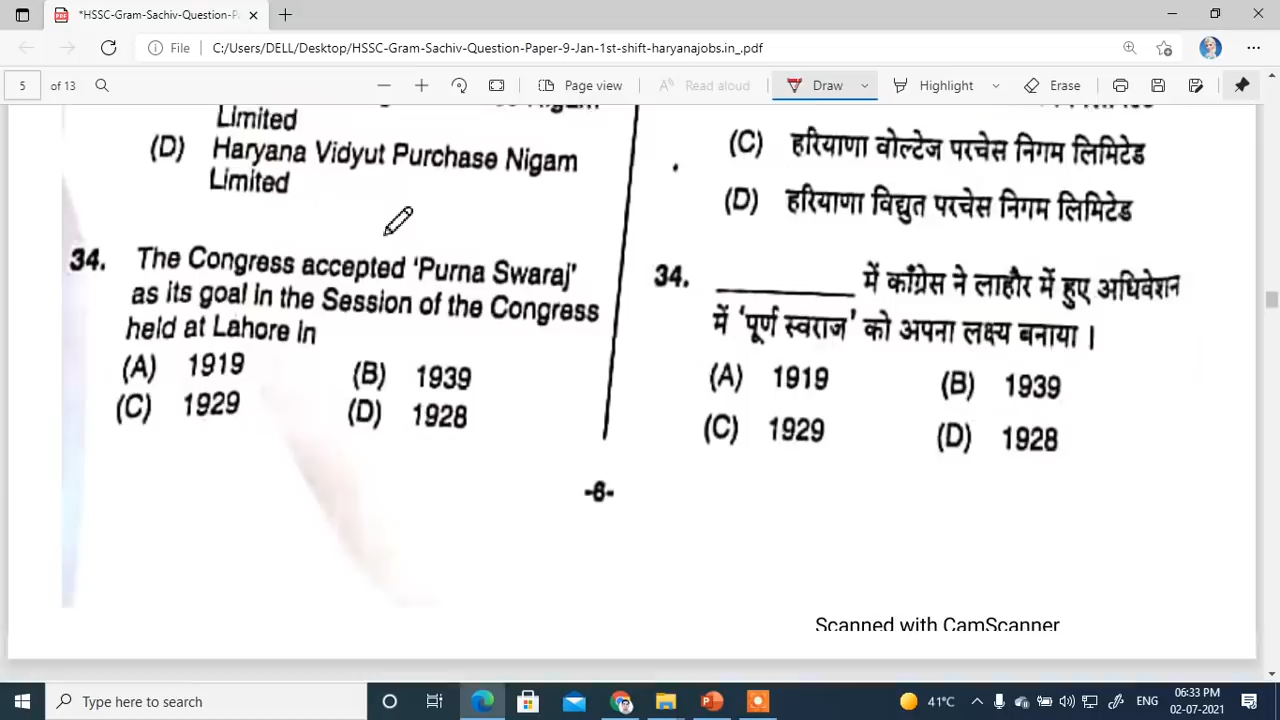 *HSSC-Gram-Sachiv-Question-P
File
C:/Users/DELL/Desktop/HSSC-Gram-Sachiv-Question-Paper-9-Jan-1st-shift-haryanajobs.in_.pdf
5 of 13
Page view
Read aloud
Draw
Highlight
Erase
Limited
(D) Haryana Vidyut Purchase Nigam
Limited
34. The Congress accepted 'Purna Swaraj'
as its goal in the Session of the Congress
held at Lahore in
(A) 1919 (B) 1939
(C) 1929 (D) 1928
(C) हरियाणा वोल्टेज परचेस निगम लिमिटेड
(D) हरियाणा विद्युत परचेस निगम लिमिटेड
34. __________ में काँग्रेस ने लाहौर में हुए अधिवेशन
में 'पूर्ण स्वराज' को अपना लक्ष्य बनाया ।
(A) 1919 (B) 1939
(C) 1929 (D) 1928
-6-
Scanned with CamScanner
Type here to search
41°C
ENG
06:33 PM
02-07-2021